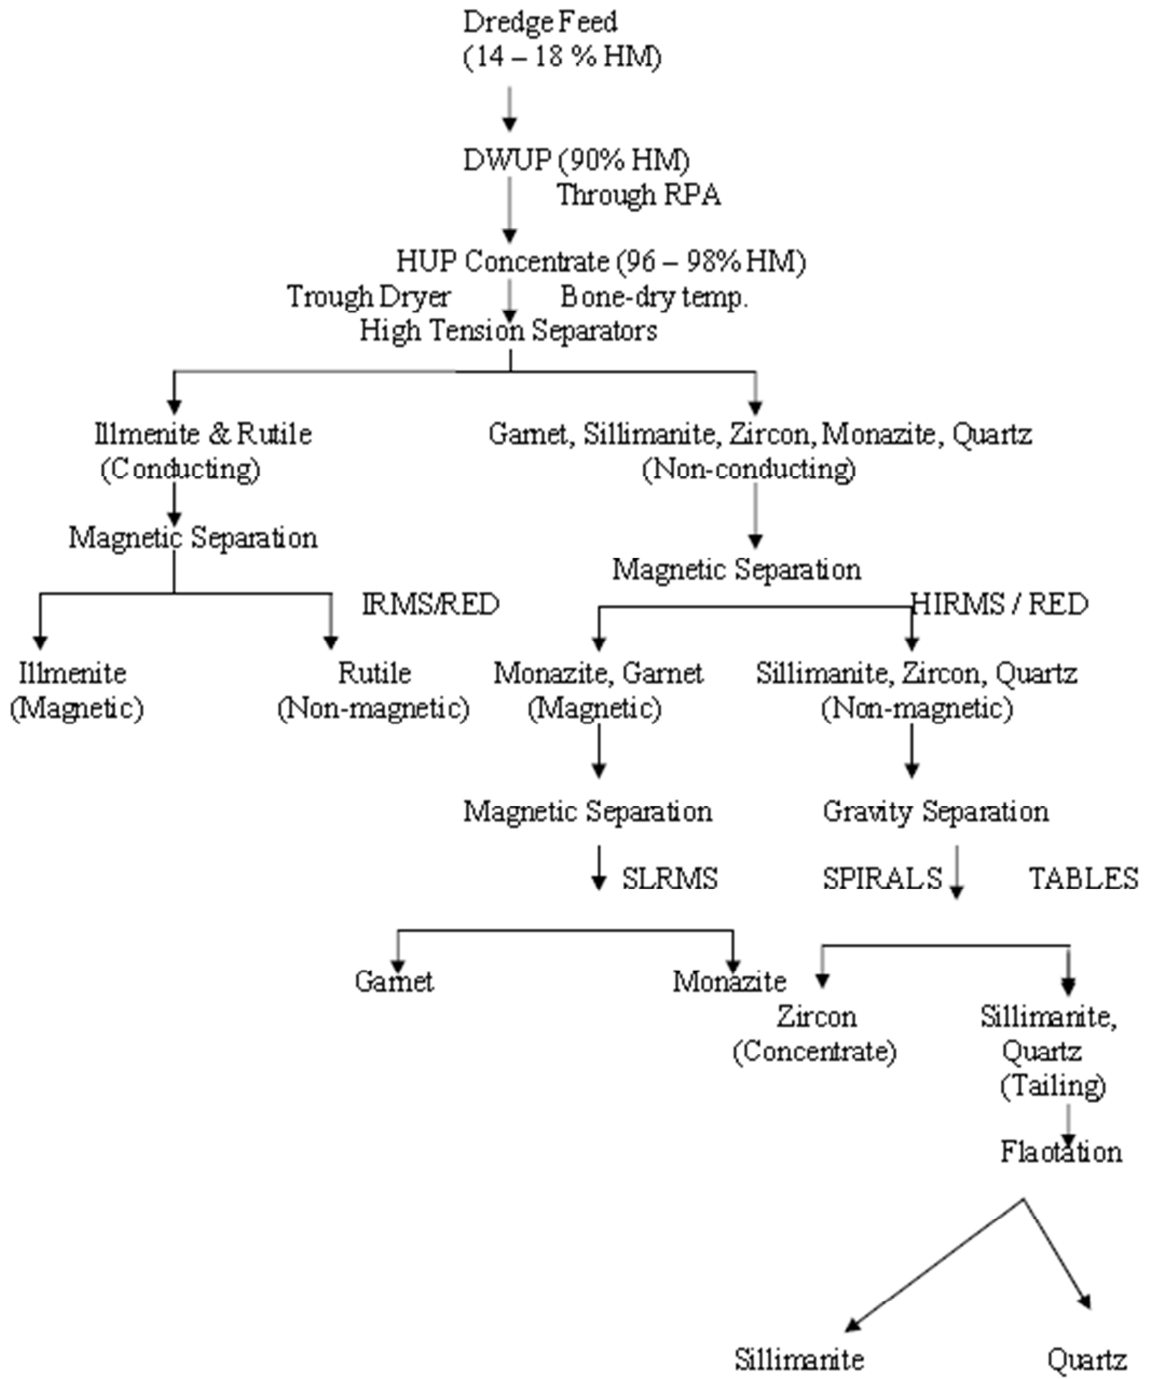 Dredge Feed
(14 – 18 % HM)
DWUP (90% HM)
Through RPA
HUP Concentrate (96 – 98% HM)
Trough Dryer Bone-dry temp.
High Tension Separators
Illmenite & Rutile Garnet, Sillimanite, Zircon, Monazite, Quartz
(Conducting) (Non-conducting)
Magnetic Separation
Magnetic Separation
IRMS/RED HIRMS / RED
Illmenite Rutile Monazite, Garnet Sillimanite, Zircon, Quartz
(Magnetic) (Non-magnetic) (Magnetic) (Non-magnetic)
Magnetic Separation Gravity Separation
SLRMS SPIRALS TABLES
Garnet Monazite
Zircon Sillimanite,
(Concentrate) Quartz
(Tailing)
Flaotation
Sillimanite Quartz